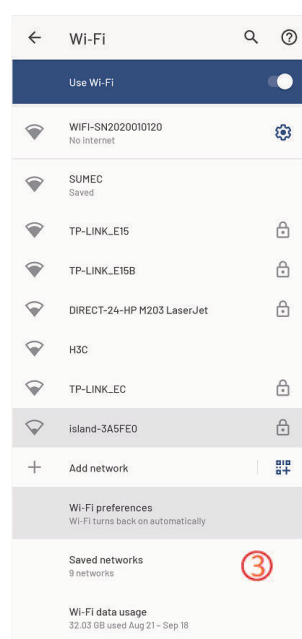 Wi-Fi
Use Wi-Fi
WIFI-SN2020010120
No internet
SUMEC
Saved
TP-LINK_E15
TP-LINK_E15B
DIRECT-24-HP M203 LaserJet
H3C
TP-LINK_EC
island-3A5FE0
Add network
Wi-Fi preferences
Wi-Fi turns back on automatically
Saved networks
9 networks
③
Wi-Fi data usage
32.03 GB used Aug 21 – Sep 18